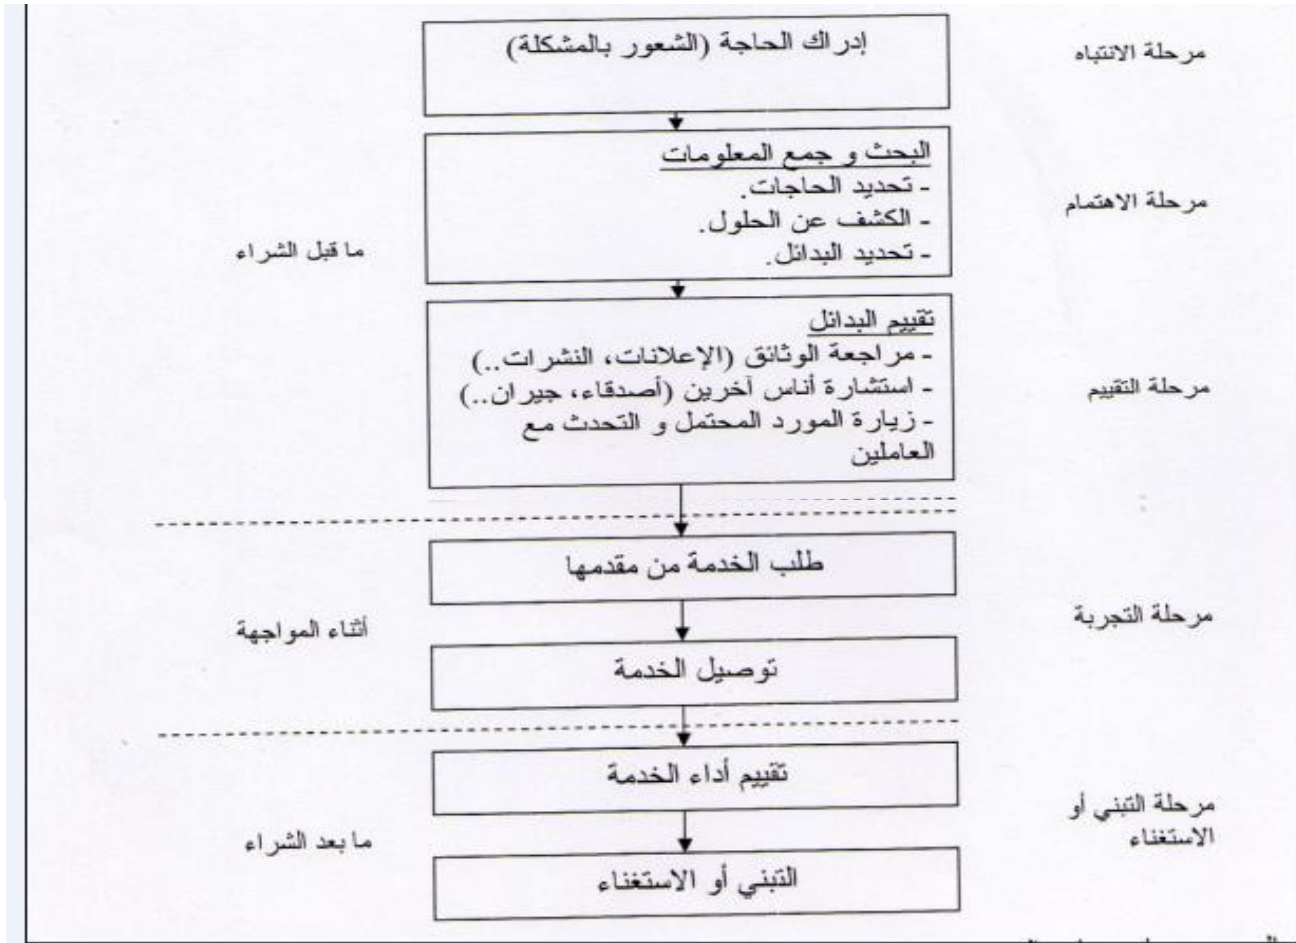 مرحلة الانتباه
إدراك الحاجة (الشعور بالمشكلة)
مرحلة الاهتمام
البحث و جمع المعلومات
- تحديد الحاجات.
- الكشف عن الحلول.
- تحديد البدائل.
ما قبل الشراء
مرحلة التقييم
تقييم البدائل
- مراجعة الوثائق (الإعلانات، النشرات..)
- استشارة أناس آخرين (أصدقاء، جيران..)
- زيارة المورد المحتمل و التحدث مع
العاملين
طلب الخدمة من مقدمها
مرحلة التجربة
أثناء المواجهة
توصيل الخدمة
تقييم أداء الخدمة
مرحلة التبني أو
الاستغناء
ما بعد الشراء
التبني أو الاستغناء